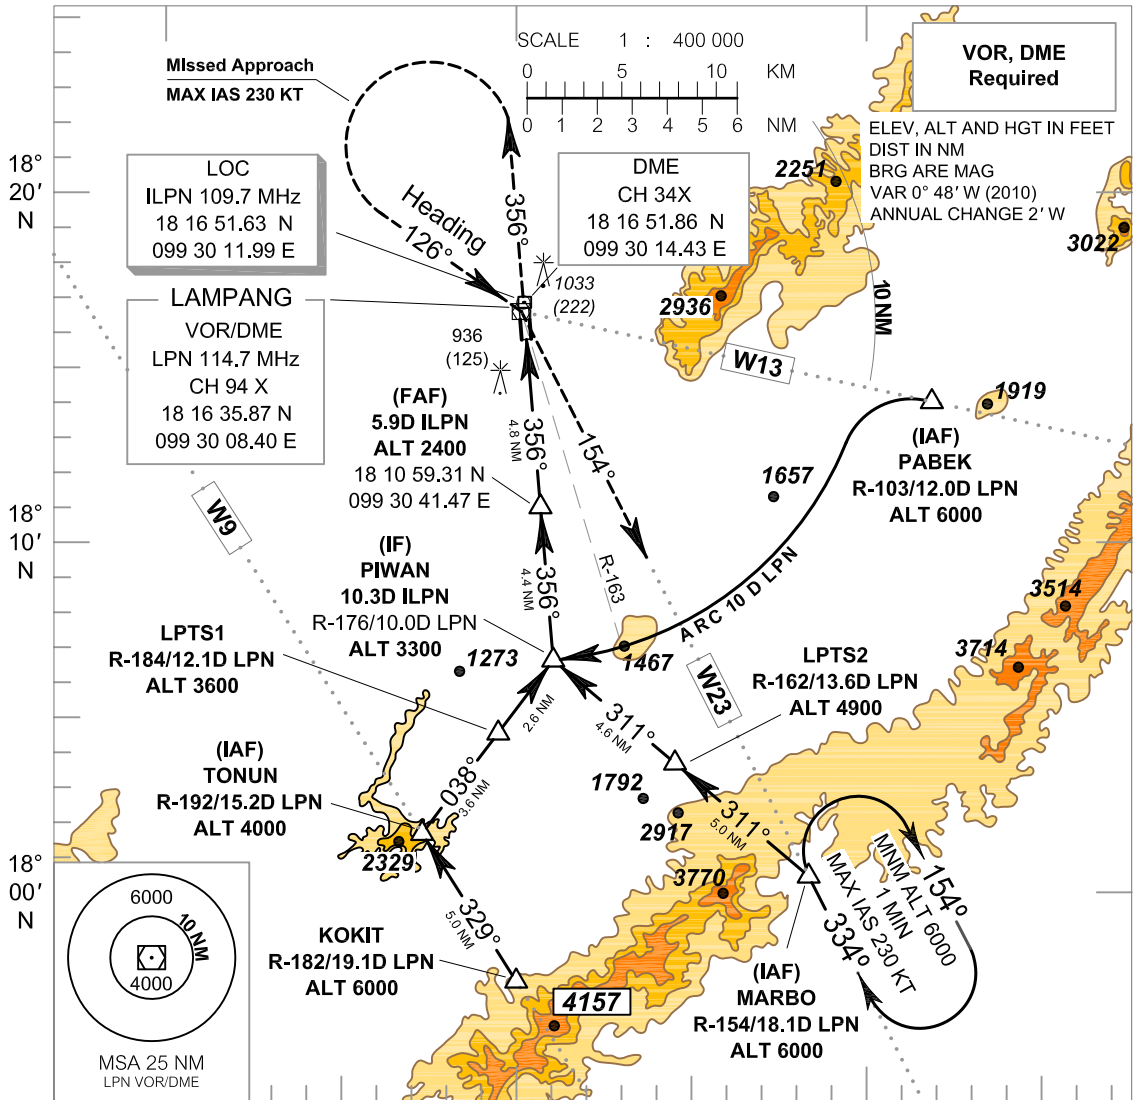 SCALE 1 : 400 000
0 5 10 KM
0 1 2 3 4 5 6 NM
VOR, DME
Required
ELEV, ALT AND HGT IN FEET
DIST IN NM
BRG ARE MAG
VAR 0° 48' W (2010)
ANNUAL CHANGE 2' W
MIssed Approach
MAX IAS 230 KT
18°
20'
N
LOC
ILPN 109.7 MHz
18 16 51.63 N
099 30 11.99 E
DME
CH 34X
18 16 51.86 N
099 30 14.43 E
LAMPANG
VOR/DME
LPN 114.7 MHz
CH 94 X
18 16 35.87 N
099 30 08.40 E
Heading
126°
356°
1033
(222)
936
(125)
2251
3022
2936
10 NM
W13
1919
(IAF)
PABEK
R-103/12.0D LPN
ALT 6000
1657
(FAF)
5.9D ILPN
ALT 2400
18 10 59.31 N
099 30 41.47 E
356°
4.8 NM
154°
W9
18°
10'
N
(IF)
PIWAN
10.3D ILPN
R-176/10.0D LPN
ALT 3300
356°
4.4 NM
R-163
ARC 10 D LPN
3514
3714
1467
1273
LPTS1
R-184/12.1D LPN
ALT 3600
2.6 NM
311°
4.6 NM
W23
LPTS2
R-162/13.6D LPN
ALT 4900
(IAF)
TONUN
R-192/15.2D LPN
ALT 4000
038°
3.6 NM
1792
2917
311°
5.0 NM
2329
18°
00'
N
3770
154°
MNM ALT 6000
1 MIN
MAX IAS 230 KT
334°
329°
5.0 NM
KOKIT
R-182/19.1D LPN
ALT 6000
4157
(IAF)
MARBO
R-154/18.1D LPN
ALT 6000
6000
10 NM
4000
MSA 25 NM
LPN VOR/DME